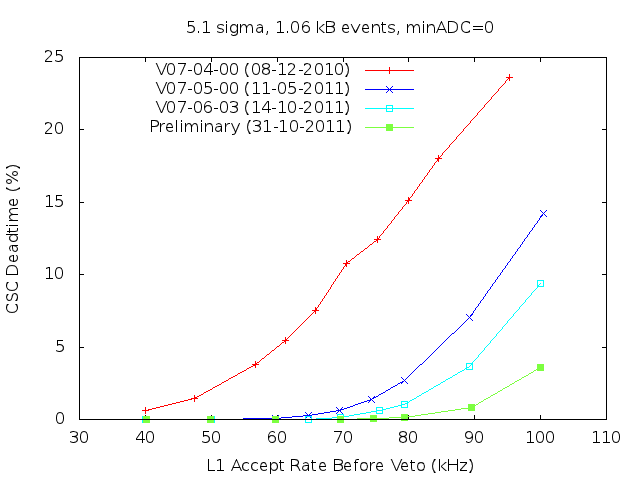 5.1 sigma, 1.06 kB events, minADC=0
V07-04-00 (08-12-2010)
V07-05-00 (11-05-2011)
V07-06-03 (14-10-2011)
Preliminary (31-10-2011)
CSC Deadtime (%)
25
20
15
10
5
0
30 40 50 60 70 80 90 100 110
L1 Accept Rate Before Veto (kHz)